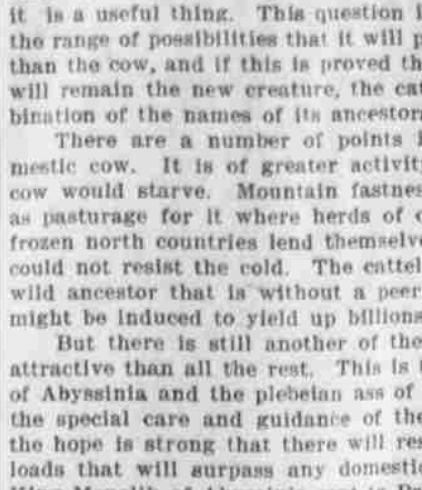 it is a useful thing. This question i
the range of possibilities that it will p
than the cow, and if this is proved th
will remain the new creature, the cat
bination of the names of its ancestor
There are a number of points i
mestic cow. It is of greater activit
cow would starve. Mountain fastnes
as pasturage for it where herds of c
frozen north countries lend themselve
could not resist the cold. The cattel
wild ancestor that is without a peer
might be induced to yield up billions
But there is still another of the
attractive than all the rest. This is t
of Abyssinia and the plebeian ass of
the special care and guidance of the
the hope is strong that there will res
loads that will surpass any domestic